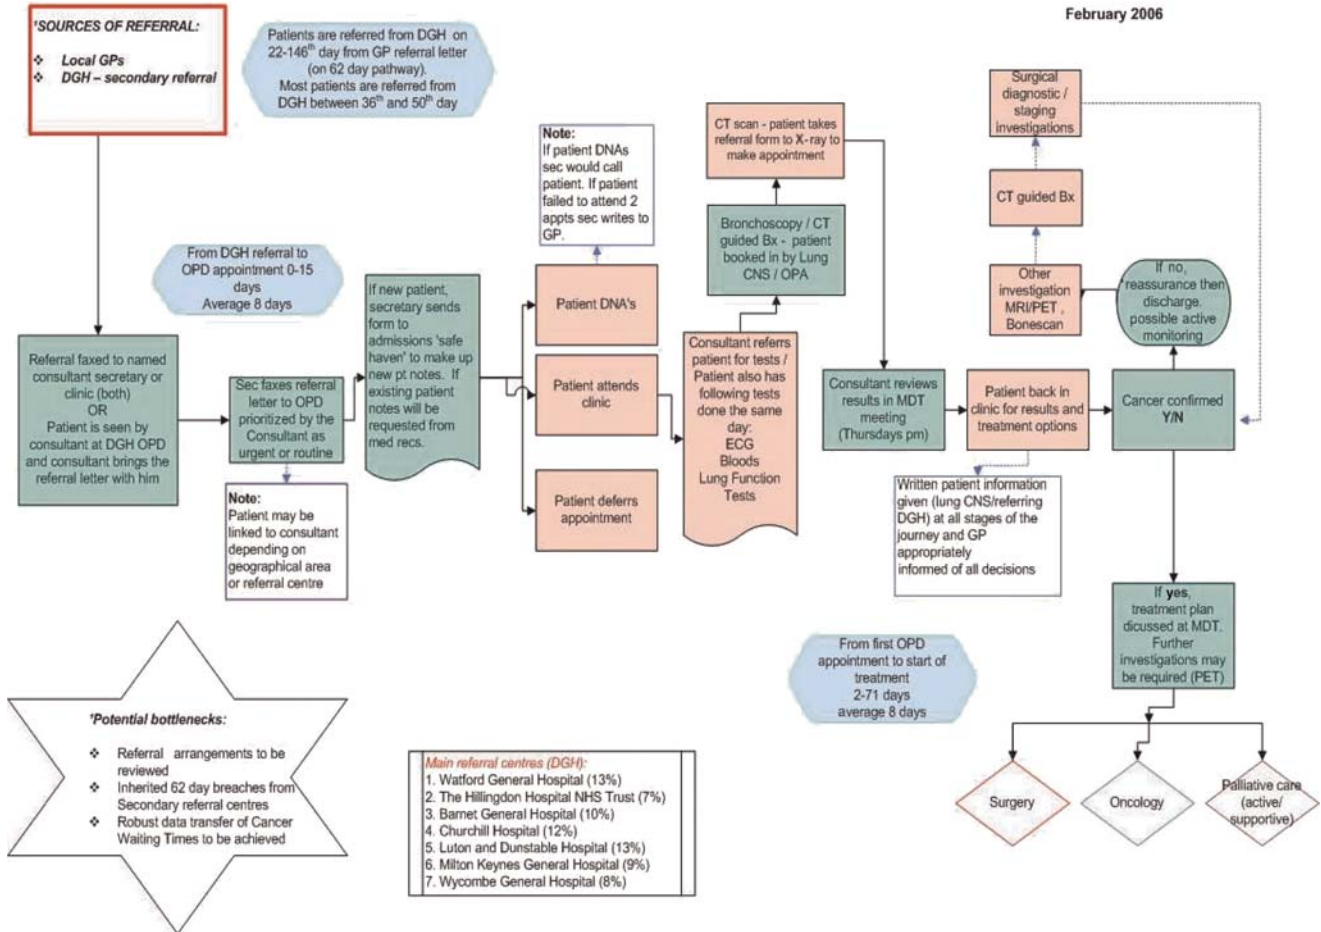 February 2006
'SOURCES OF REFERRAL:
❖ Local GPs
❖ DGH – secondary referral
Patients are referred from DGH on
22-146th day from GP referral letter
(on 62 day pathway).
Most patients are referred from
DGH between 36th and 50th day
From DGH referral to
OPD appointment 0-15
days
Average 8 days
Referral faxed to named
consultant secretary or
clinic (both)
OR
Patient is seen by
consultant at DGH OPD
and consultant brings the
referral letter with him
Sec faxes referral
letter to OPD
prioritized by the
Consultant as
urgent or routine
Note:
Patient may be
linked to consultant
depending on
geographical area
or referral centre
If new patient,
secretary sends
form to
admissions 'safe
haven' to make up
new pt notes. If
existing patient
notes will be
requested from
med recs.
Note:
If patient DNAs
sec would call
patient. If patient
failed to attend 2
appts sec writes to
GP.
Patient DNA's
Patient attends
clinic
Patient deferrs
appointment
Consultant referrs
patient for tests /
Patient also has
following tests
done the same
day:
ECG
Bloods
Lung Function
Tests
Bronchoscopy / CT
guided Bx - patient
booked in by Lung
CNS / OPA
CT scan - patient takes
referral form to X-ray to
make appointment
Consultant reviews
results in MDT
meeting
(Thursdays pm)
Patient back in
clinic for results and
treatment options
Written patient information
given (lung CNS/referring
DGH) at all stages of the
journey and GP
appropriately
informed of all decisions
Cancer confirmed
Y/N
If no,
reassurance then
discharge.
possible active
monitoring
Other
investigation
MRI/PET ,
Bonescan
CT guided Bx
Surgical
diagnostic /
staging
investigations
If yes,
treatment plan
dicussed at MDT.
Further
investigations may
be required (PET)
From first OPD
appointment to start of
treatment
2-71 days
average 8 days
Surgery
Oncology
Palliative care
(active/
supportive)
'Potential bottlenecks:
❖ Referral arrangements to be
reviewed
❖ Inherited 62 day breaches from
Secondary referral centres
❖ Robust data transfer of Cancer
Waiting Times to be achieved
Main referral centres (DGH):
1. Watford General Hospital (13%)
2. The Hillingdon Hospital NHS Trust (7%)
3. Barnet General Hospital (10%)
4. Churchill Hospital (12%)
5. Luton and Dunstable Hospital (13%)
6. Milton Keynes General Hospital (9%)
7. Wycombe General Hospital (8%)